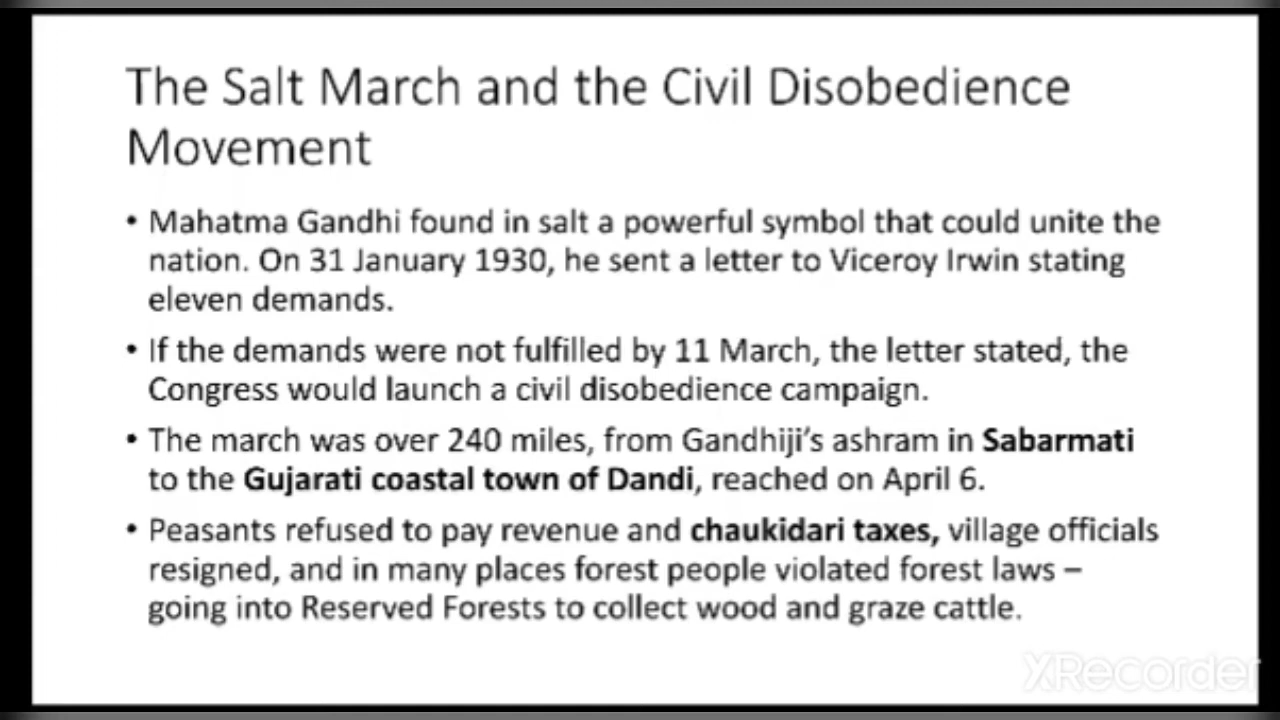 The Salt March and the Civil Disobedience
Movement
• Mahatma Gandhi found in salt a powerful symbol that could unite the
nation. On 31 January 1930, he sent a letter to Viceroy Irwin stating
eleven demands.
• If the demands were not fulfilled by 11 March, the letter stated, the
Congress would launch a civil disobedience campaign.
• The march was over 240 miles, from Gandhiji’s ashram in Sabarmati
to the Gujarati coastal town of Dandi, reached on April 6.
• Peasants refused to pay revenue and chaukidari taxes, village officials
resigned, and in many places forest people violated forest laws –
going into Reserved Forests to collect wood and graze cattle.
XRecorder